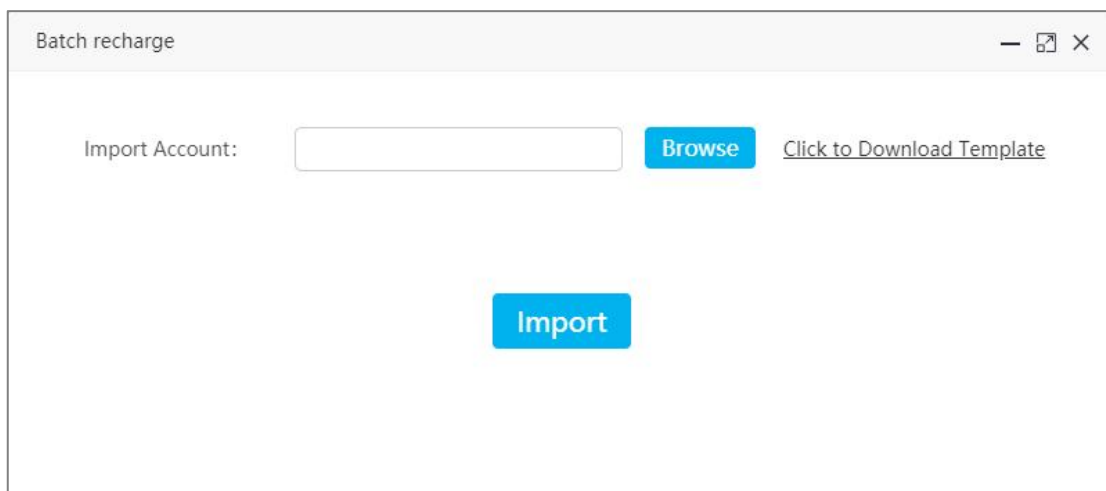 Batch recharge
Import Account: Browse Click to Download Template
Import